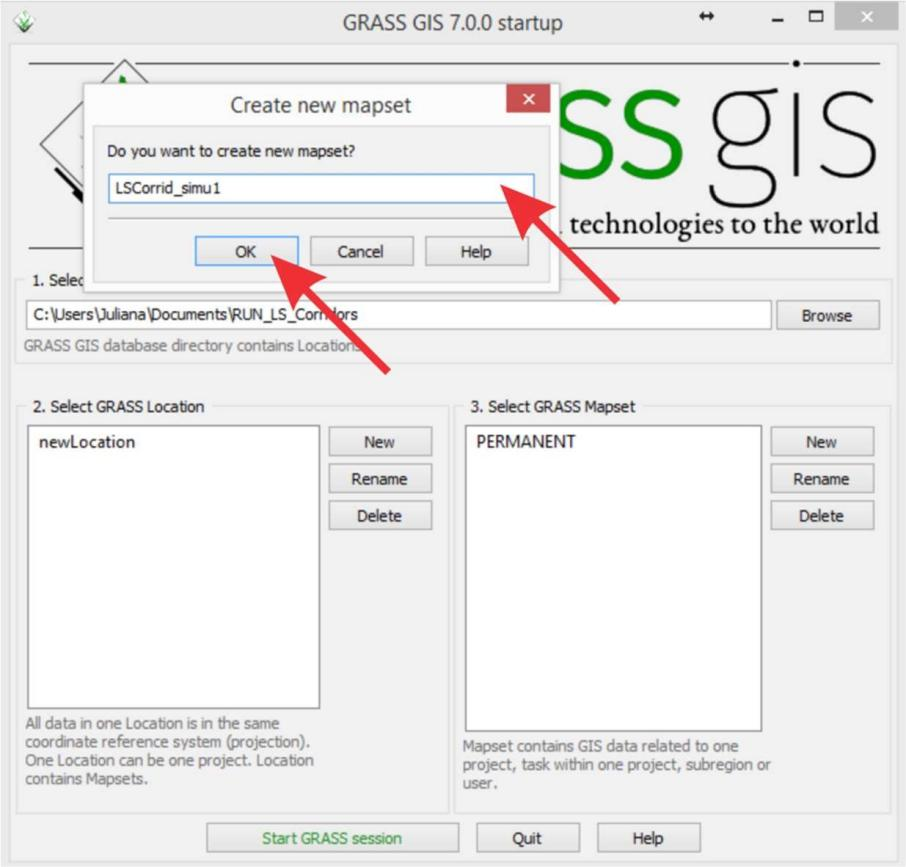 GRASS GIS 7.0.0 startup
Create new mapset
Do you want to create new mapset?
LSCorrid_simu1
OK Cancel Help
SS gis
technologies to the world
1. Selec
C:\Users\Juliana\Documents\RUN_LS_Corridors Browse
GRASS GIS database directory contains Locations
2. Select GRASS Location
newLocation
New
Rename
Delete
All data in one Location is in the same
coordinate reference system (projection).
One Location can be one project. Location
contains Mapsets.
3. Select GRASS Mapset
PERMANENT
New
Rename
Delete
Mapset contains GIS data related to one
project, task within one project, subregion or
user.
Start GRASS session Quit Help